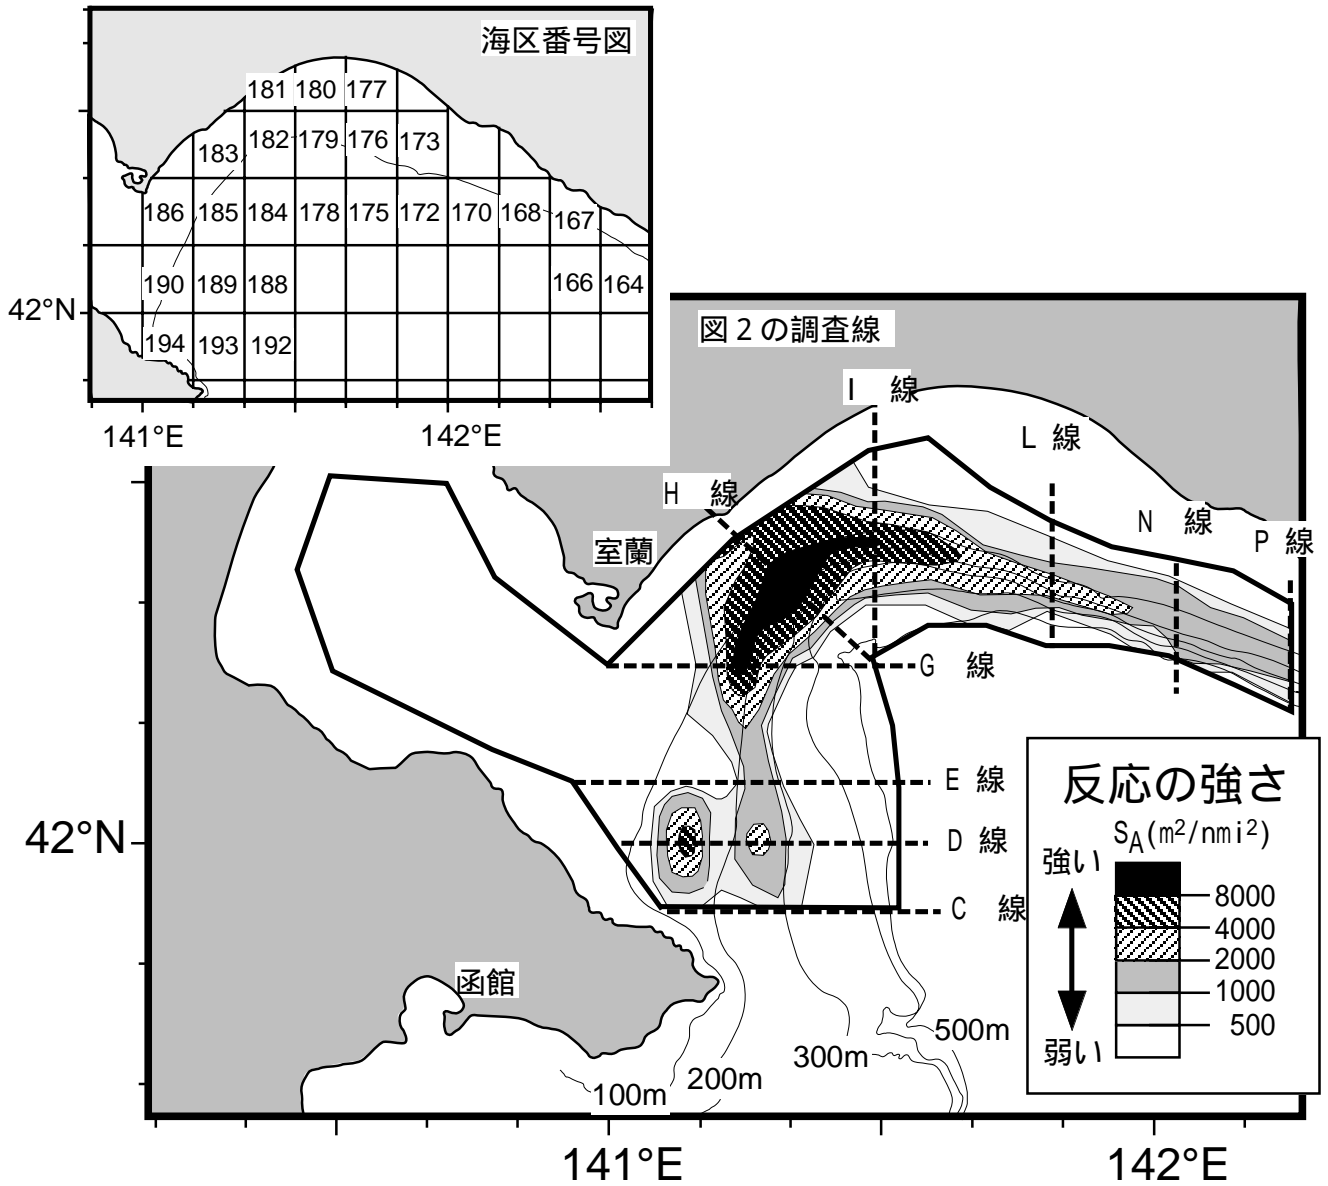 海区番号図
181 180 177
183 182 179 176 173
186 185 184 178 175 172 170 168 167
190 189 188 166 164
42°N
194 193 192
141°E 142°E
図2の調査線
I 線
L 線
H 線
N 線
P 線
室蘭
G 線
E 線
42°N
D 線
C 線
函館
100m
200m
300m
500m
反応の強さ
SA(m²/nmi²)
強い
8000
4000
2000
1000
500
弱い
141°E 142°E